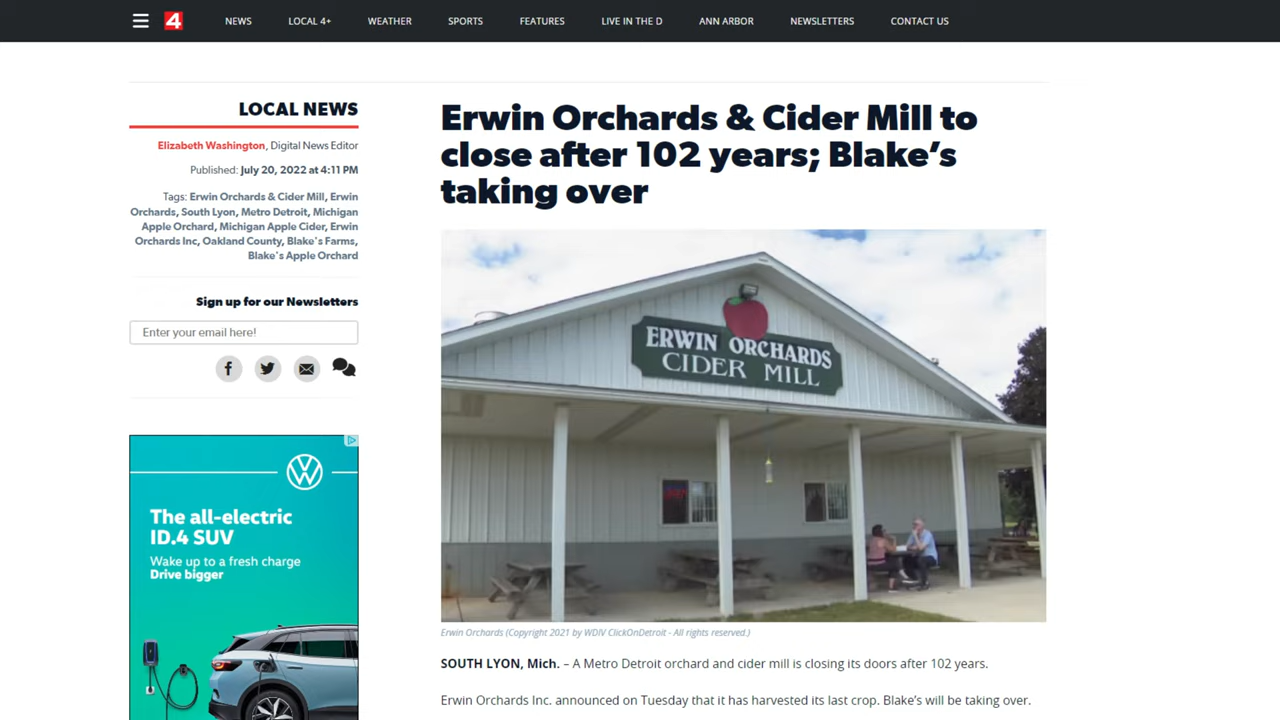 4
NEWS
LOCAL 4+
WEATHER
SPORTS
FEATURES
LIVE IN THE D
ANN ARBOR
NEWSLETTERS
CONTACT US
LOCAL NEWS
Elizabeth Washington, Digital News Editor
Published: July 20, 2022 at 4:11 PM
Tags: Erwin Orchards & Cider Mill, Erwin
Orchards, South Lyon, Metro Detroit, Michigan
Apple Orchard, Michigan Apple Cider, Erwin
Orchards Inc, Oakland County, Blake's Farms,
Blake's Apple Orchard
Sign up for our Newsletters
Enter your email here!
The all-electric
ID.4 SUV
Wake up to a fresh charge
Drive bigger
Erwin Orchards & Cider Mill to
close after 102 years; Blake’s
taking over
ERWIN ORCHARDS
CIDER MILL
Erwin Orchards (Copyright 2021 by WDIV ClickOnDetroit - All rights reserved.)
SOUTH LYON, Mich. – A Metro Detroit orchard and cider mill is closing its doors after 102 years.
Erwin Orchards Inc. announced on Tuesday that it has harvested its last crop. Blake’s will be taking over.